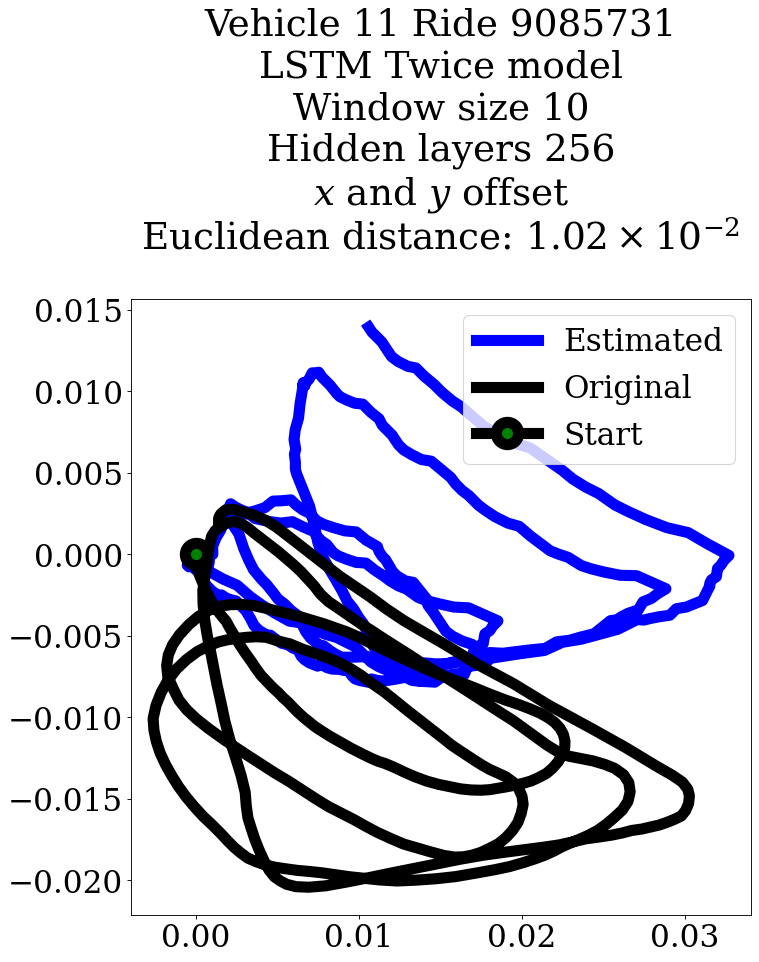 Vehicle 11 Ride 9085731
LSTM Twice model
Window size 10
Hidden layers 256
x and y offset
Euclidean distance: 1.02 × 10⁻²
0.015
0.010
0.005
0.000
−0.005
−0.010
−0.015
−0.020
Estimated
Original
Start
0.00 0.01 0.02 0.03